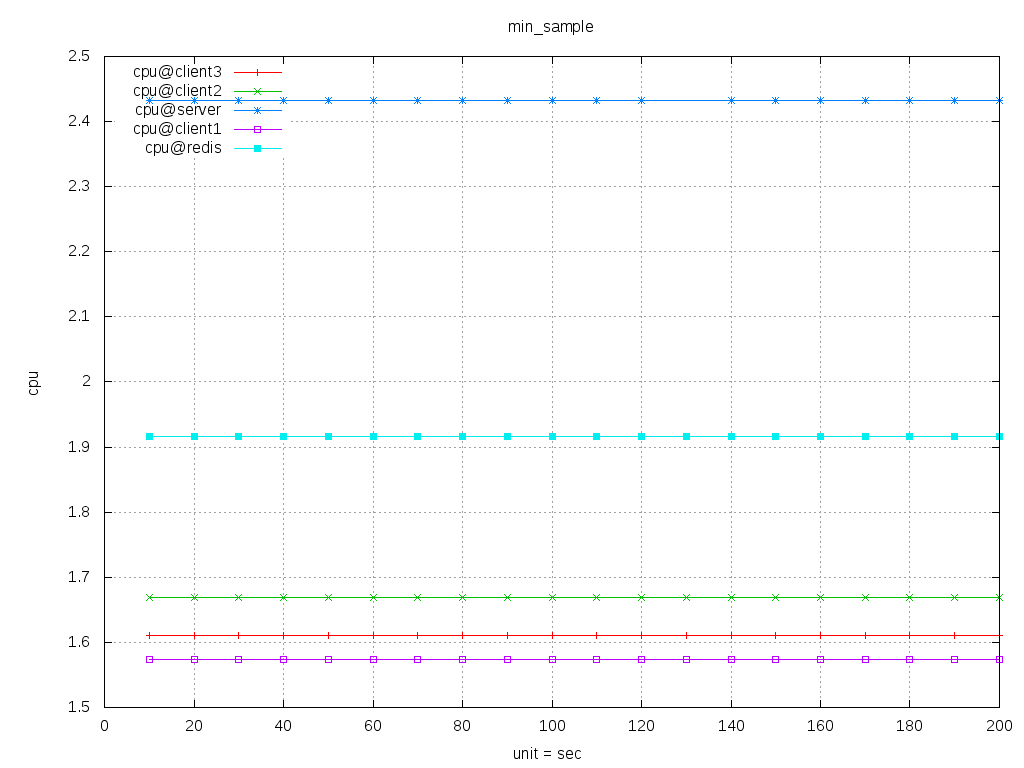 min_sample
2.5
cpu@client3
cpu@client2
cpu@server
2.4
cpu@client1
cpu@redis
2.3
2.2
2.1
2
cpu
1.9
1.8
1.7
1.6
1.5
0 20 40 60 80 100 120 140 160 180 200
unit = sec